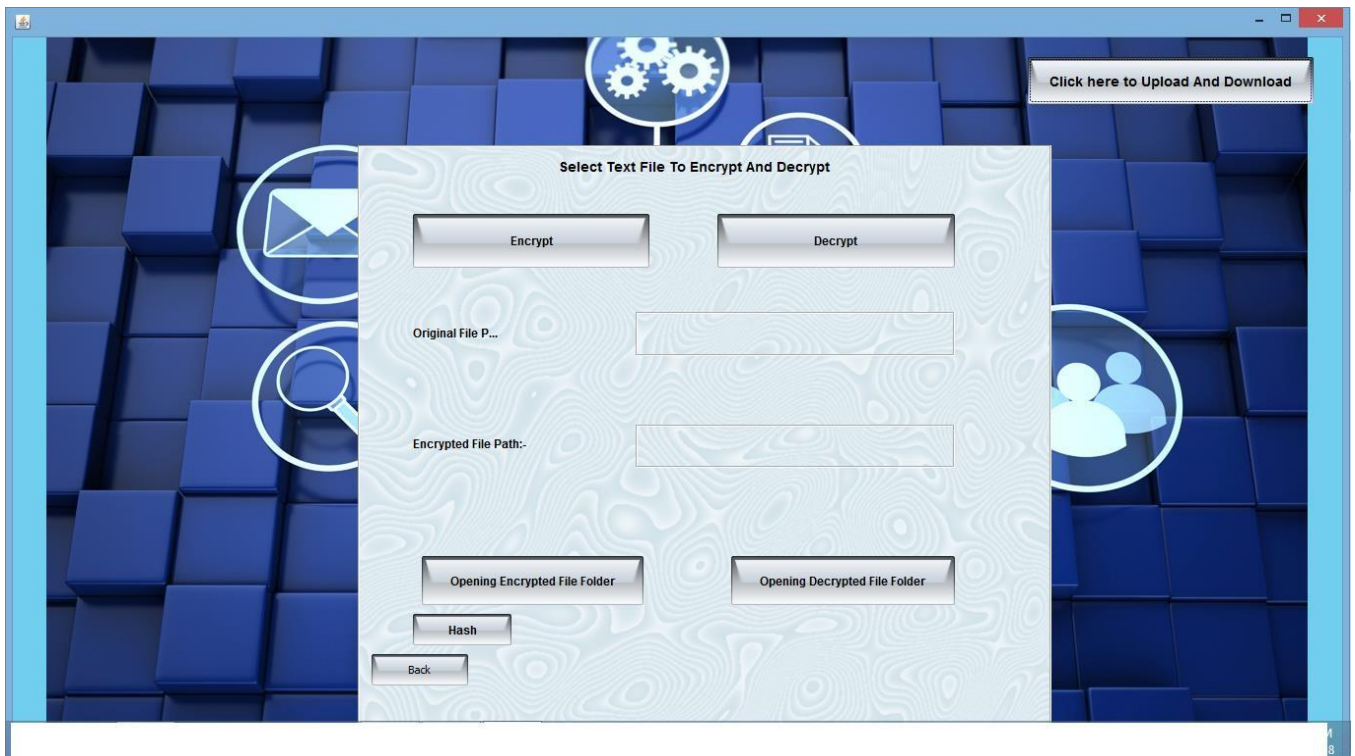 Click here to Upload And Download
Select Text File To Encrypt And Decrypt
Encrypt
Decrypt
Original File P...
Encrypted File Path:-
Opening Encrypted File Folder
Opening Decrypted File Folder
Hash
Back